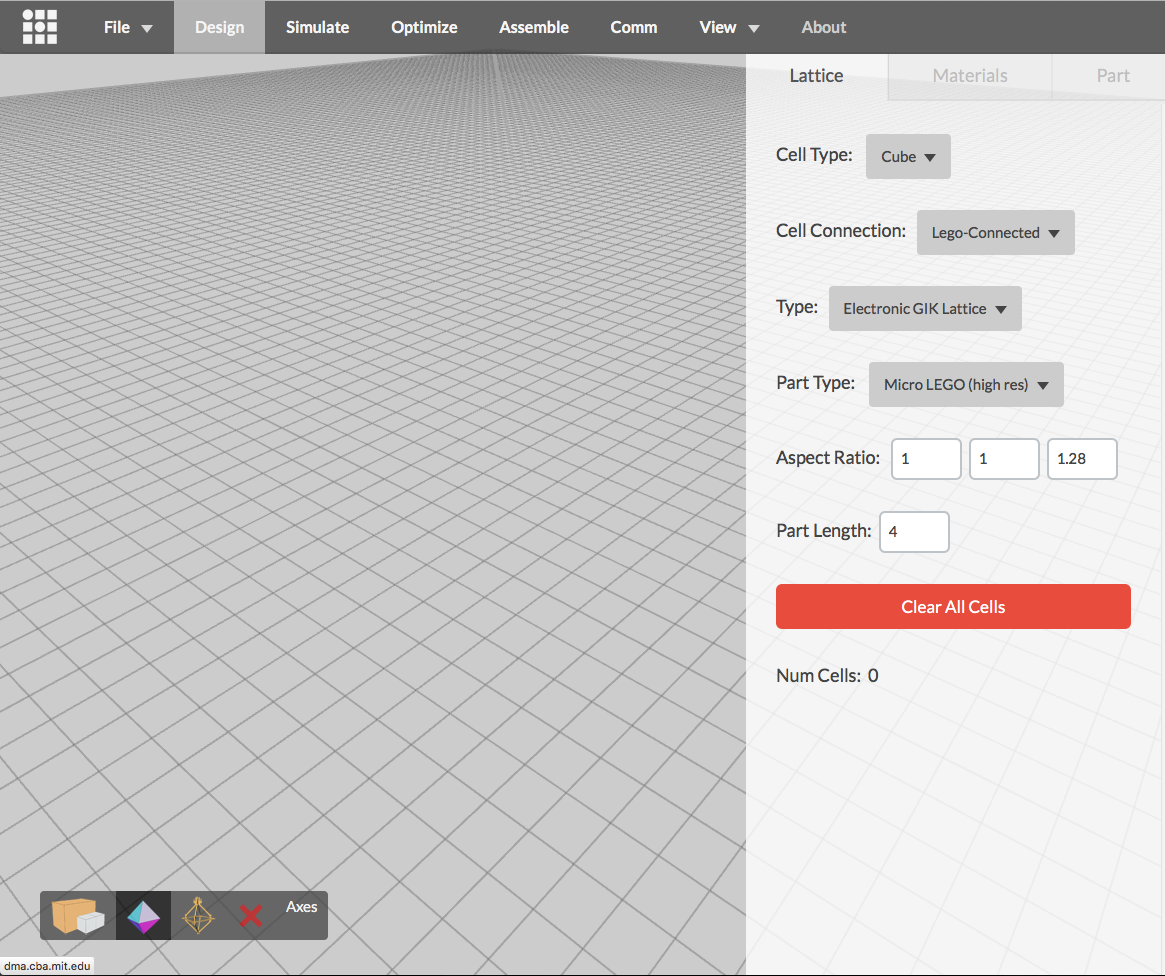 File Design Simulate Optimize Assemble Comm View About
Lattice Materials Part
Cell Type: Cube
Cell Connection: Lego-Connected
Type: Electronic GIK Lattice
Part Type: Micro LEGO (high res)
Aspect Ratio: 1 1 1.28
Part Length: 4
Clear All Cells
Num Cells: 0
Axes
dma.cba.mit.edu